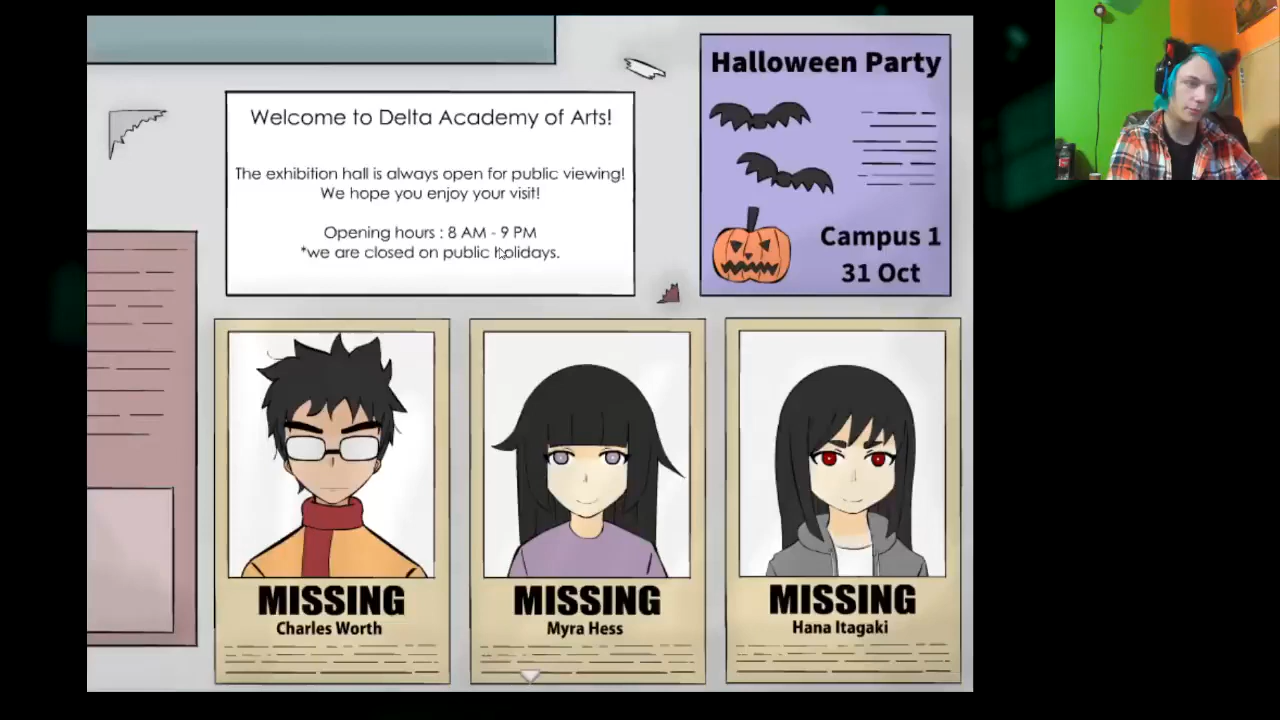 Welcome to Delta Academy of Arts!
The exhibition hall is always open for public viewing!
We hope you enjoy your visit!
Opening hours : 8 AM - 9 PM
*we are closed on public holidays.
Halloween Party
Campus 1
31 Oct
MISSING
Charles Worth
MISSING
Myra Hess
MISSING
Hana Itagaki